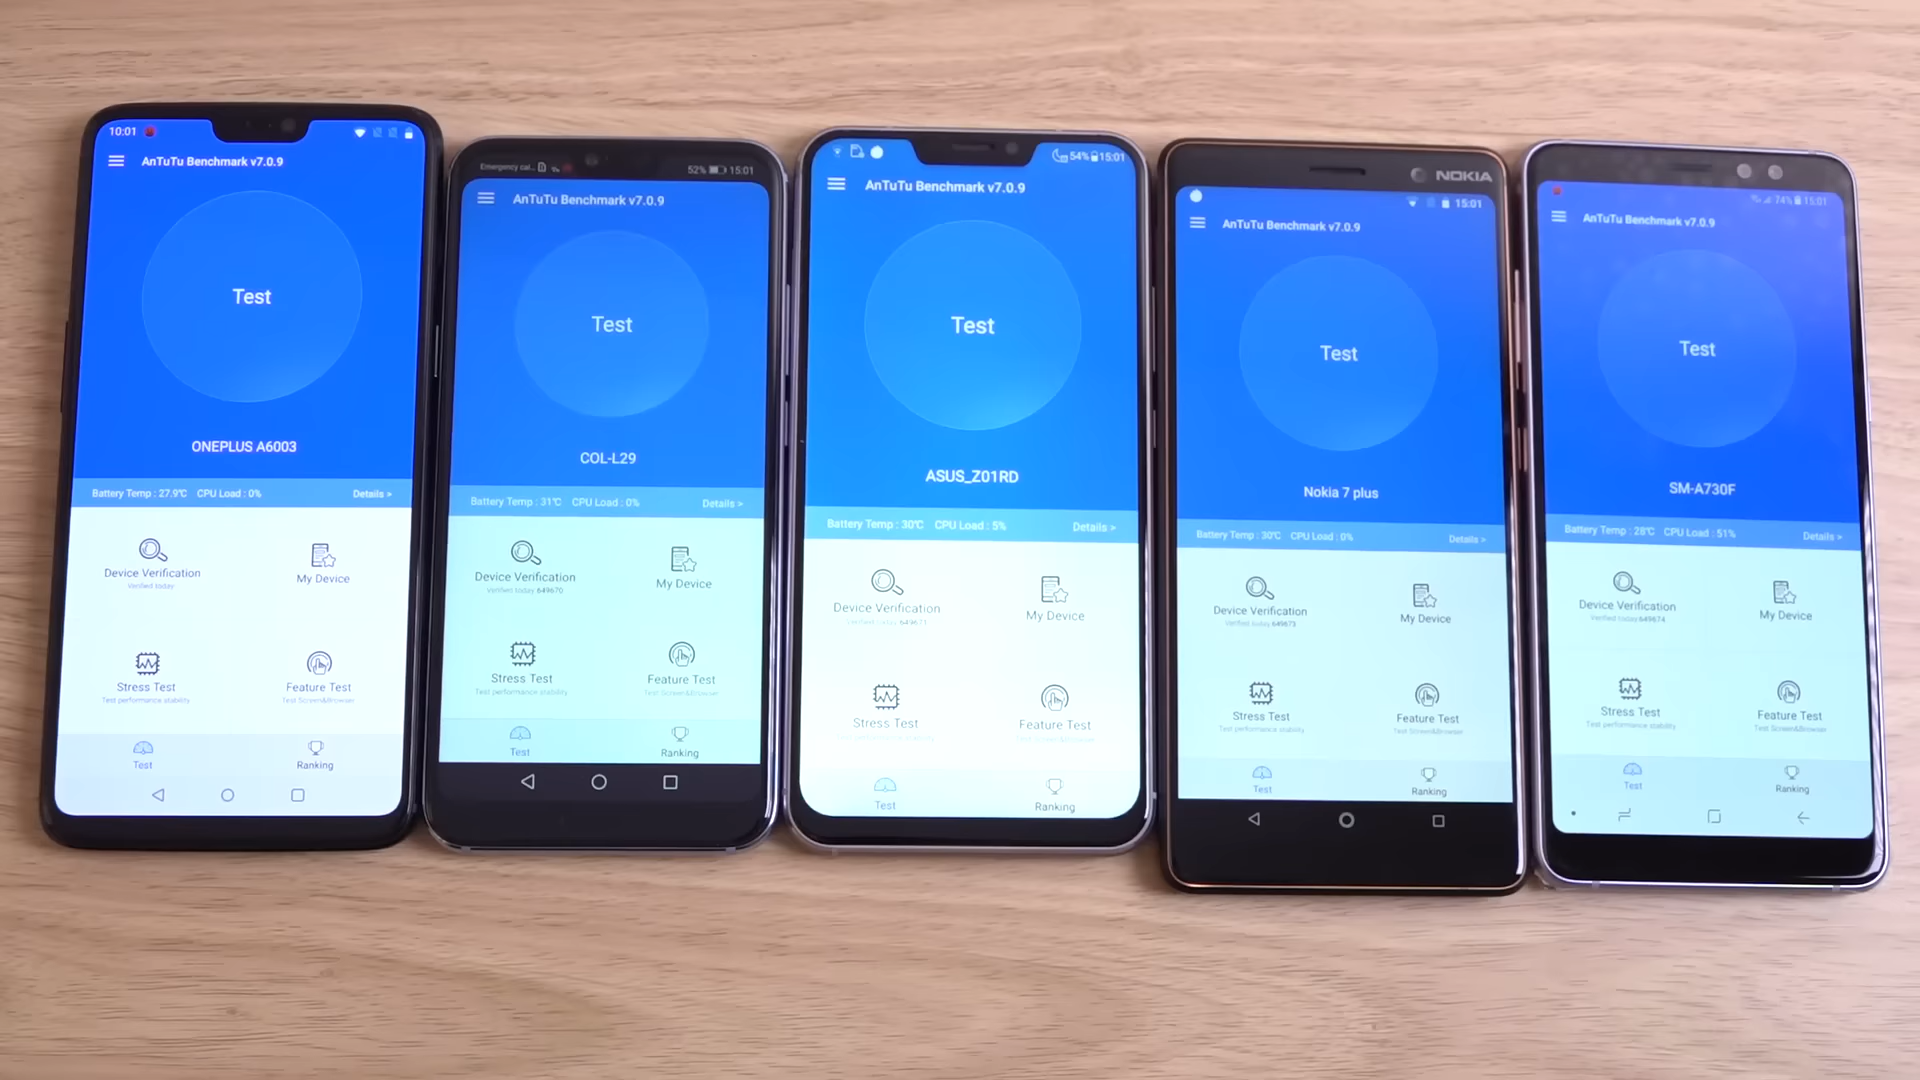 10:01
AnTuTu Benchmark v7.0.9
Test
ONEPLUS A6003
Battery Temp : 27.9℃ CPU Load : 0% Details >
Device Verification
Verified today
My Device
Stress Test
Test performance stability
Feature Test
Test Screen&Browser
Test
Ranking
Emergency cal... 52% 15:01
AnTuTu Benchmark v7.0.9
Test
COL-L29
Battery Temp : 31℃ CPU Load : 0% Details >
Device Verification
Verified today 649670
My Device
Stress Test
Test performance stability
Feature Test
Test Screen&Browser
Test
Ranking
54% 15:01
AnTuTu Benchmark v7.0.9
Test
ASUS_Z01RD
Battery Temp : 30℃ CPU Load : 5% Details >
Device Verification
Verified today 649671
My Device
Stress Test
Test performance stability
Feature Test
Test Screen&Browser
Test
Ranking
NOKIA
15:01
AnTuTu Benchmark v7.0.9
Test
Nokia 7 plus
Battery Temp : 30℃ CPU Load : 0% Details >
Device Verification
Verified today 649673
My Device
Stress Test
Test performance stability
Feature Test
Test Screen&Browser
Test
Ranking
74% 15:01
AnTuTu Benchmark v7.0.9
Test
SM-A730F
Battery Temp : 28℃ CPU Load : 51% Details >
Device Verification
Verified today 649674
My Device
Stress Test
Test performance stability
Feature Test
Test Screen&Browser
Test
Ranking